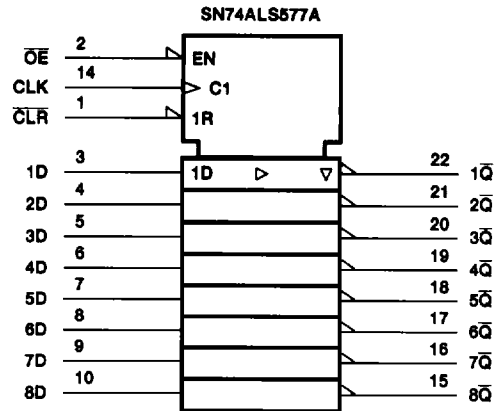 SN74ALS577A
O̅E̅ 2 EN
CLK 14 C1
C̅L̅R̅ 1 1R
1D 3 1D 22 1Q̅
2D 4 21 2Q̅
3D 5 20 3Q̅
4D 6 19 4Q̅
5D 7 18 5Q̅
6D 8 17 6Q̅
7D 9 16 7Q̅
8D 10 15 8Q̅